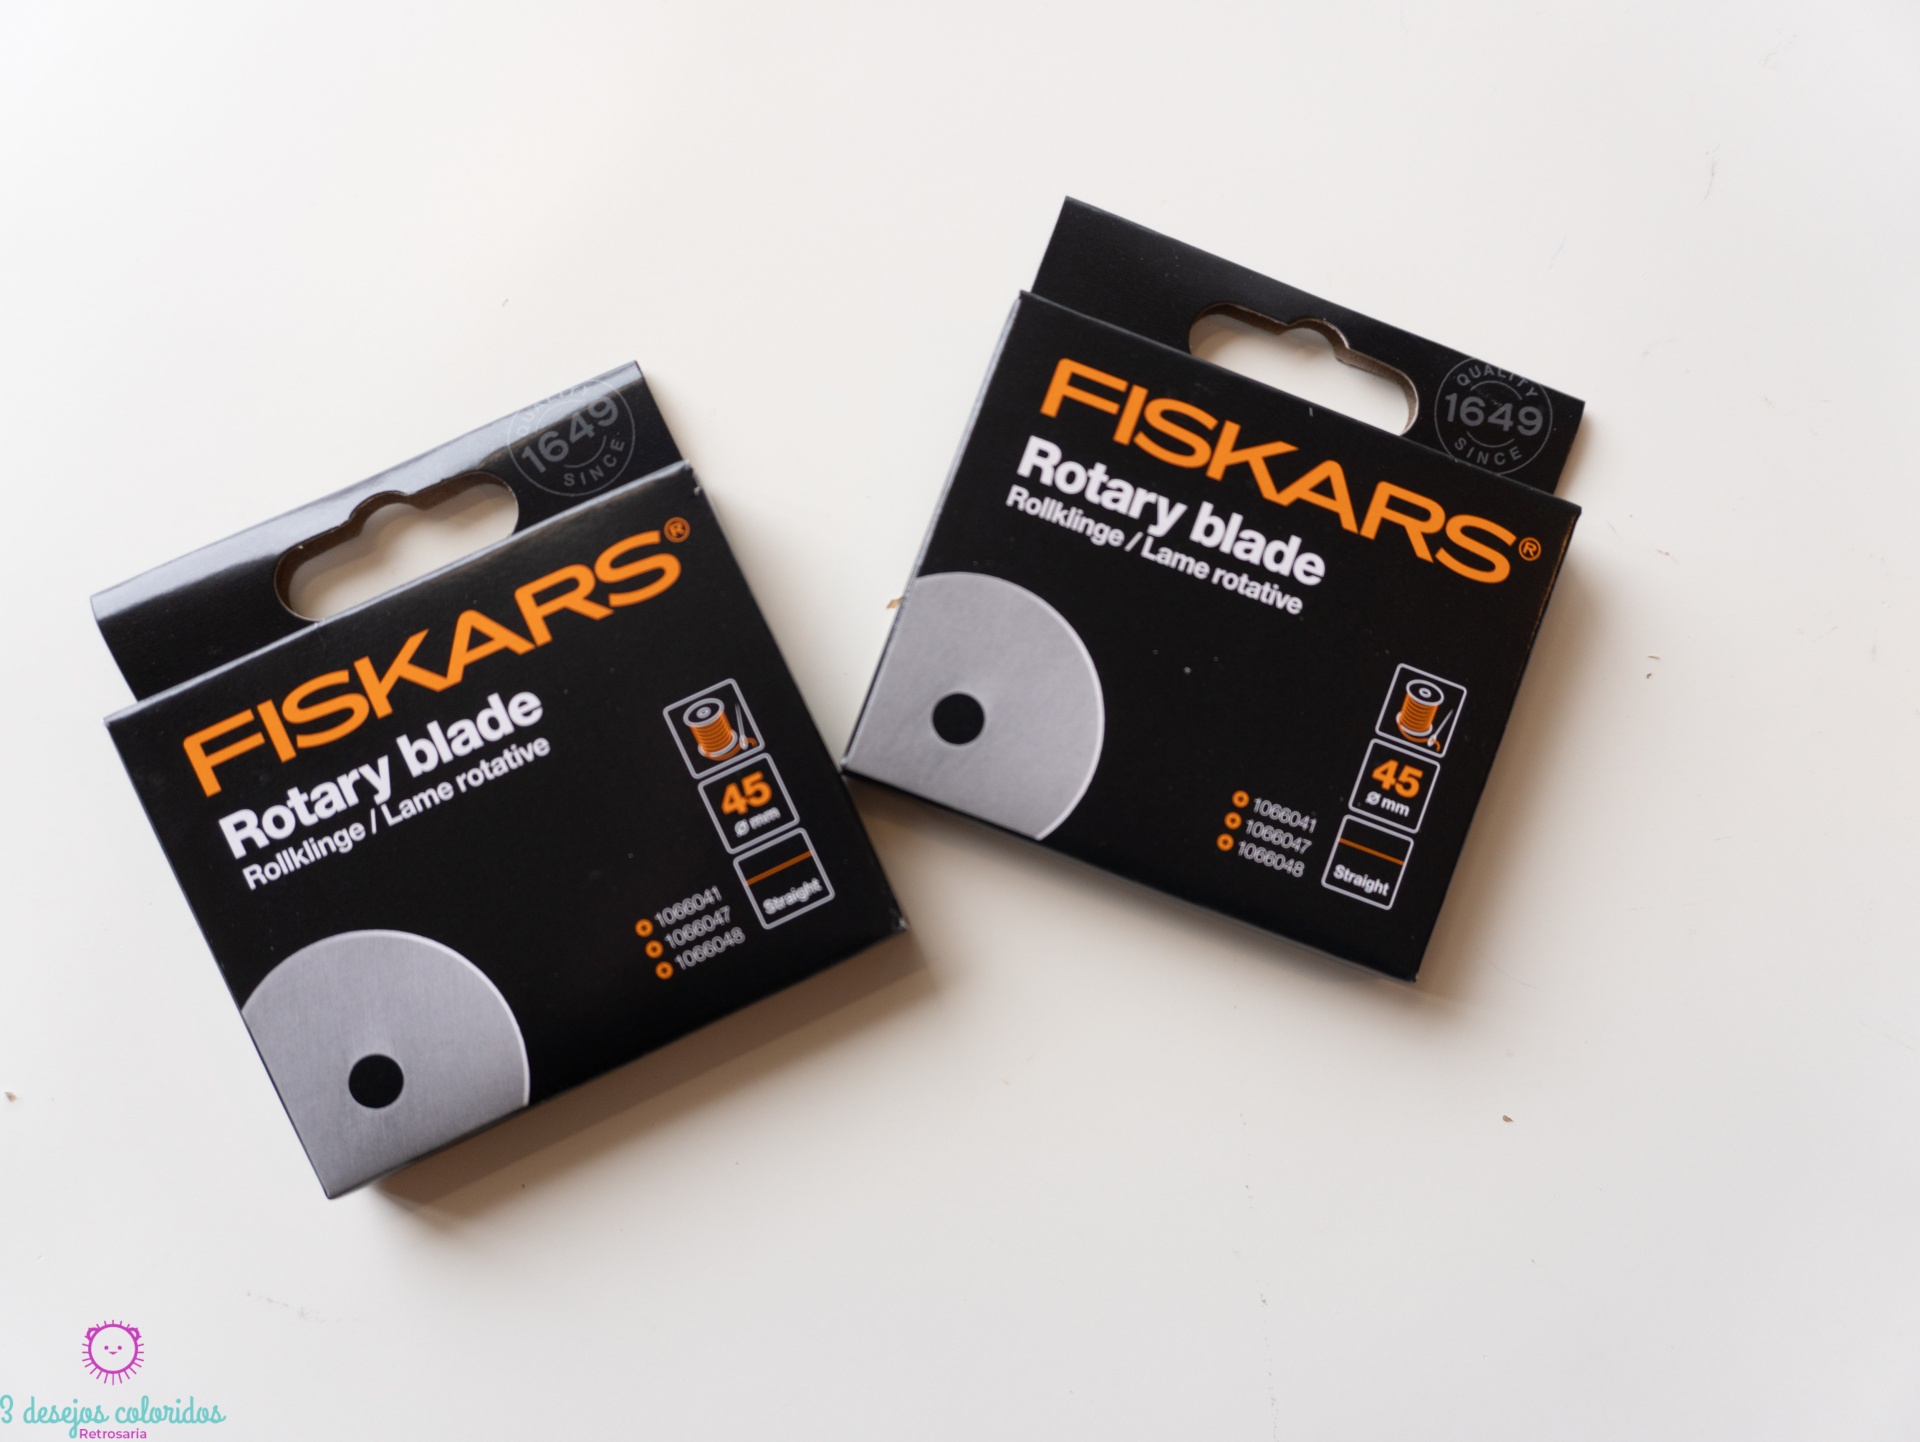 QUALITY
1649
SINCE
FISKARS®
Rotary blade
Rollklinge / Lame rotative
45
Ø mm
Straight
1066041
1066047
1066048
1649
SINCE
FISKARS®
Rotary blade
Rollklinge / Lame rotative
45
Ø mm
Straight
1066041
1066047
1066048
3 desejos coloridos
Retrosaria